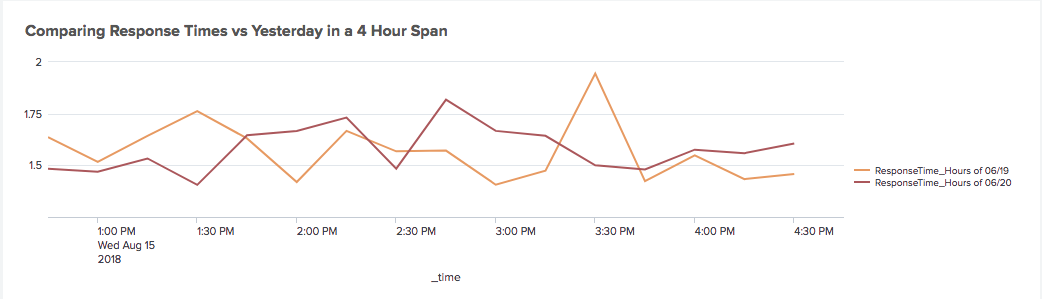 Comparing Response Times vs Yesterday in a 4 Hour Span
2
1.75
1.5
ResponseTime_Hours of 06/19
ResponseTime_Hours of 06/20
1:00 PM 1:30 PM 2:00 PM 2:30 PM 3:00 PM 3:30 PM 4:00 PM 4:30 PM
Wed Aug 15
2018
_time